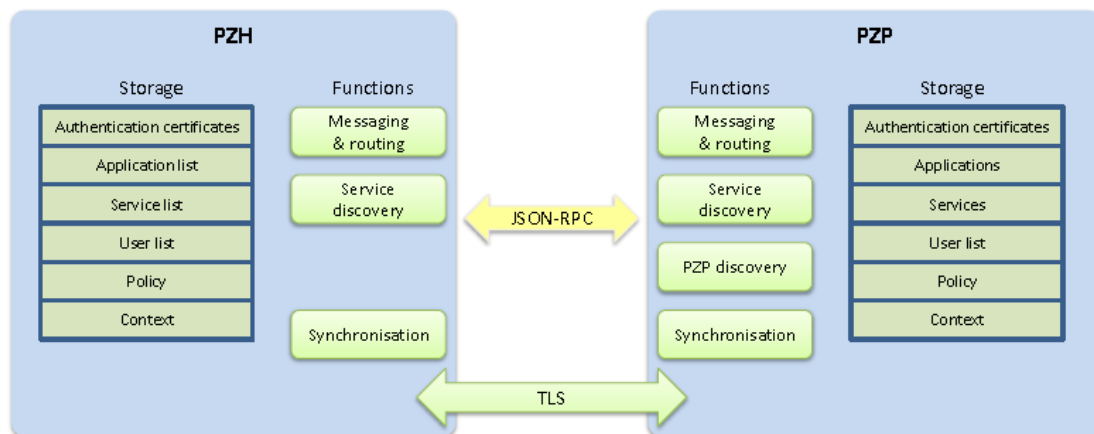 PZH
Storage
Authentication certificates
Application list
Service list
User list
Policy
Context
Functions
Messaging
& routing
Service
discovery
Synchronisation
JSON-RPC
TLS
PZP
Functions
Messaging
& routing
Service
discovery
PZP discovery
Synchronisation
Storage
Authentication certificates
Applications
Services
User list
Policy
Context